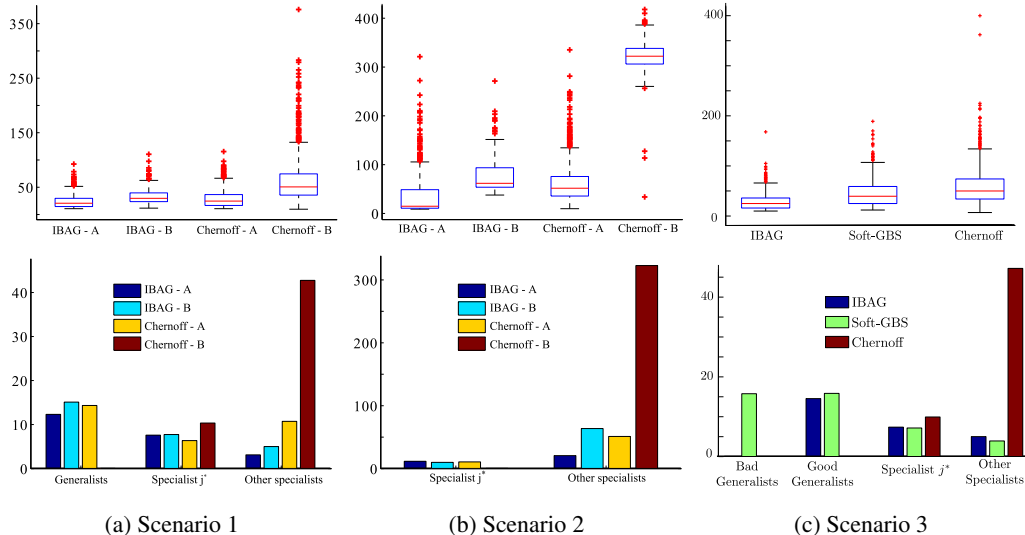 350
250
150
50
IBAG - A
IBAG - B
Chernoff - A
Chernoff - B
400
300
200
100
0
IBAG - A
IBAG - B
Chernoff - A
Chernoff - B
400
200
0
IBAG
Soft-GBS
Chernoff
40
30
20
10
0
IBAG - A
IBAG - B
Chernoff - A
Chernoff - B
Generalists
Specialist j*
Other specialists
(a) Scenario 1
300
200
100
0
IBAG - A
IBAG - B
Chernoff - A
Chernoff - B
Specialist j*
Other specialists
(b) Scenario 2
40
20
0
IBAG
Soft-GBS
Chernoff
Bad
Generalists
Good
Generalists
Specialist j*
Other
Specialists
(c) Scenario 3